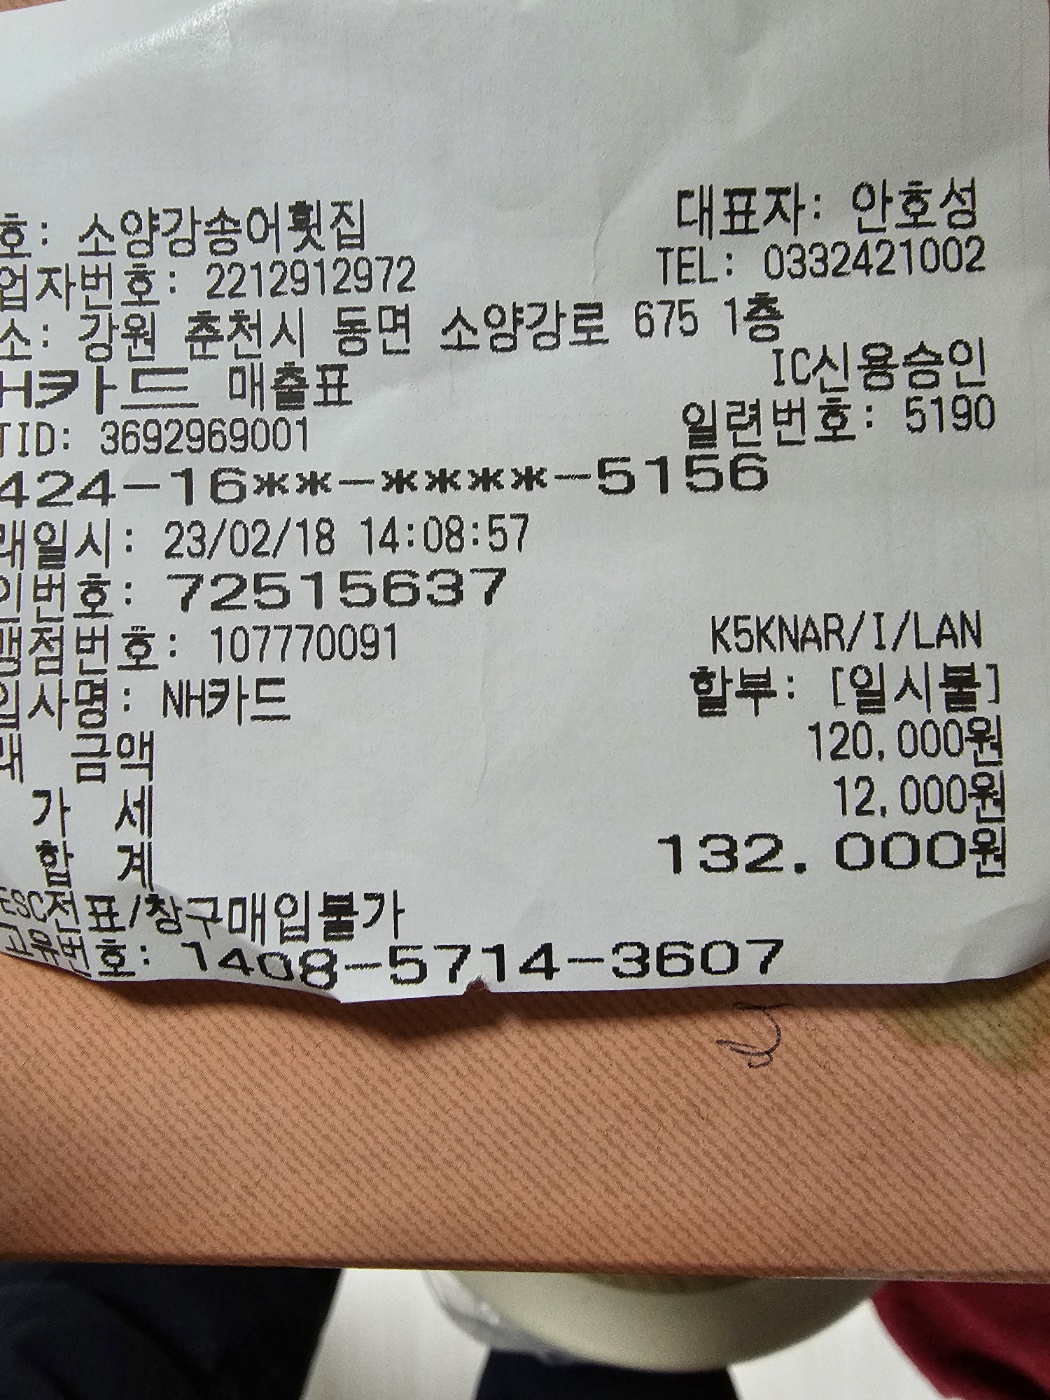 호: 소양강송어횟집 대표자: 안호성
업자번호: 2212912972 TEL: 0332421002
소: 강원 춘천시 동면 소양강로 675 1층
H카드 매출표 IC신용승인
TID: 3692969001 일련번호: 5190
424-16**-****-5156
래일시: 23/02/18 14:08:57
인번호: 72515637
맹점번호: 107770091 K5KNAR/I/LAN
입사명: NH카드 할부: [일시불]
래 금액 120,000원
가 세 12,000원
합 계 132.000원
ESC전표/창구매입불가
고유번호: 1408-5714-3607